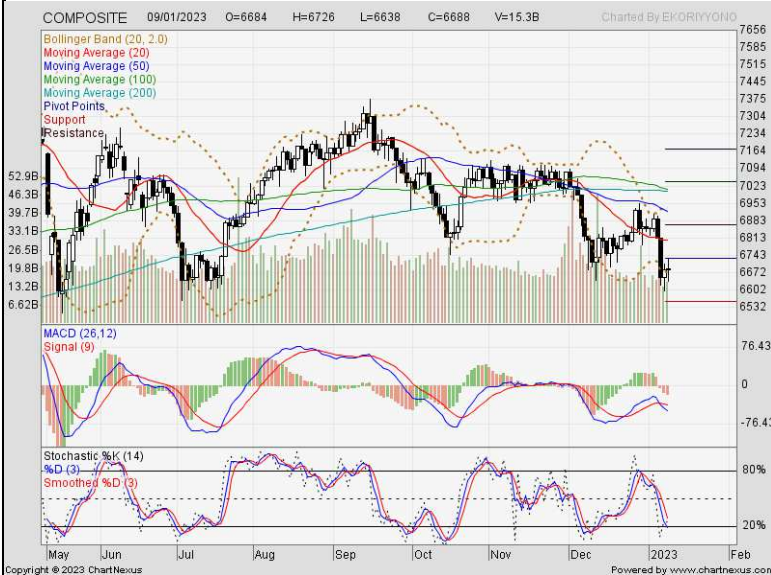 COMPOSITE 09/01/2023 O=6684 H=6726 L=6638 C=6688 V=15.3B Charted By EKORIYYONO
Bollinger Band (20, 2.0)
Moving Average (20)
Moving Average (50)
Moving Average (100)
Moving Average (200)
Pivot Points
Support
Resistance
7656
7585
7515
7445
7375
7304
7234
7164
7094
7023
6953
6883
6813
6743
6672
6602
6532
52.9B
46.3B
39.7B
33.1B
26.5B
19.8B
13.2B
6.62B
MACD (26,12)
Signal (9)
76.43
0
-76.43
Stochastic %K (14)
%D (3)
Smoothed %D (3)
80%
20%
May Jun Jul Aug Sep Oct Nov Dec 2023 Feb
Copyright © 2023 ChartNexus Powered by www.chartnexus.com